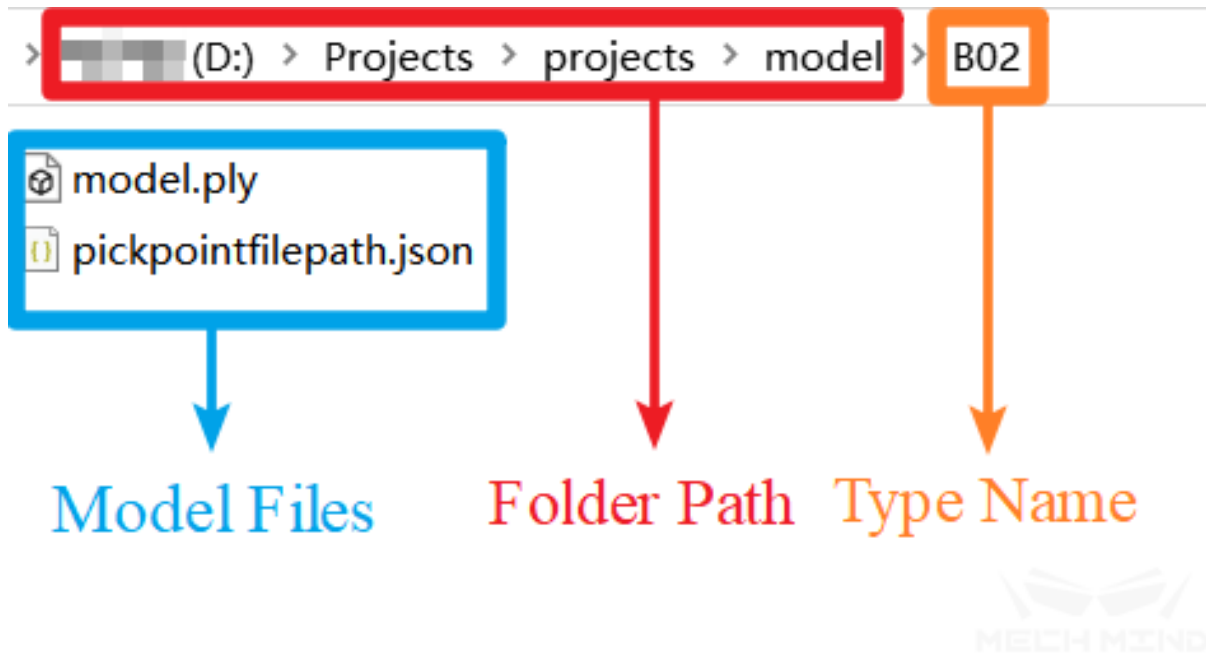 > (D:) > Projects > projects > model > B02
model.ply
{} pickpointfilepath.json
Model Files
Folder Path
Type Name
MECH MIND